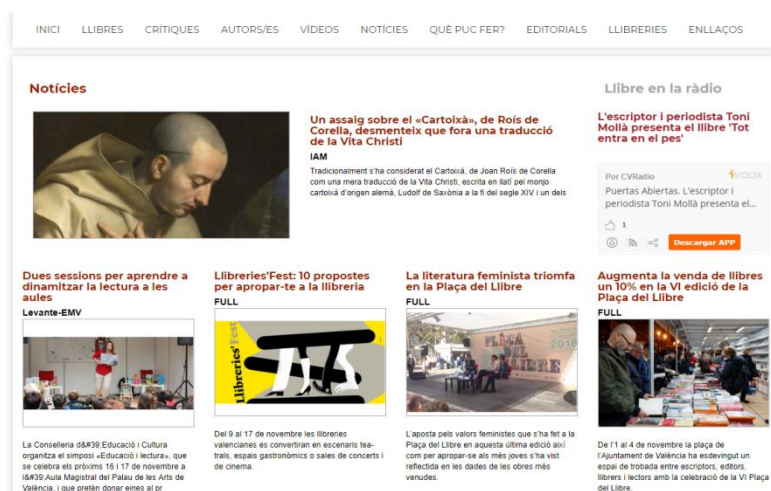 INICI LLIBRES CRÍTIQUES AUTORS/ES VÍDEOS NOTÍCIES QUÈ PUC FER? EDITORIALS LLIBRERIES ENLLAÇOS
Notícies
Un assaig sobre el «Cartoixà», de Roís de
Corella, desmenteix que fora una traducció
de la Vita Christi
IAM
Tradicionalment s'ha considerat el Cartoixá, de Joan Roís de Corella
com una mera traducció de la Vita Christi, escrita en llatí pel monjo
cartoixá d'origen alemá, Ludolf de Saxònia a la fi del segle XIV i un dels
Llibre en la ràdio
L'escriptor i periodista Toni
Mollà presenta el llibre 'Tot
entra en el pes'
Por CVRadio
ivoox
Puertas Abiertas. L'escriptor i
periodista Toni Mollà presenta el...
1
Descargar APP
Dues sessions per aprendre a
dinamitzar la lectura a les
aules
Levante-EMV
La Conselleria d&#39;Educació i Cultura
organitza el simposi «Educació i lectura», que
se celebra els pròxims 16 i 17 de novembre a
l&#39;Aula Magistral del Palau de les Arts de
València, i que pretén donar eines al pr
Llibreries'Fest: 10 propostes
per apropar-te a la llibreria
FULL
Llibreries'Fest
Del 9 al 17 de novembre les llibreries
valencianes es convertiran en escenaris tea-
trals, espais gastronòmics o sales de concerts i
de cinema.
La literatura feminista triomfa
en la Plaça del Llibre
FULL
PLAÇA
DEL
LLIBRE
2018
L'aposta pels valors feministes que s'ha fet a la
Plaça del Llibre en aquesta última edició així
com per apropar-se als més joves s'ha vist
reflectida en les dades de les obres més
venudes.
Augmenta la venda de llibres
un 10% en la VI edició de la
Plaça del Llibre
FULL
De l'1 al 4 de novembre la plaça de
l'Ajuntament de València ha esdevingut un
espai de trobada entre escriptors, editors,
llibrers i lectors amb la celebració de la VI Plaça
del Llibre.